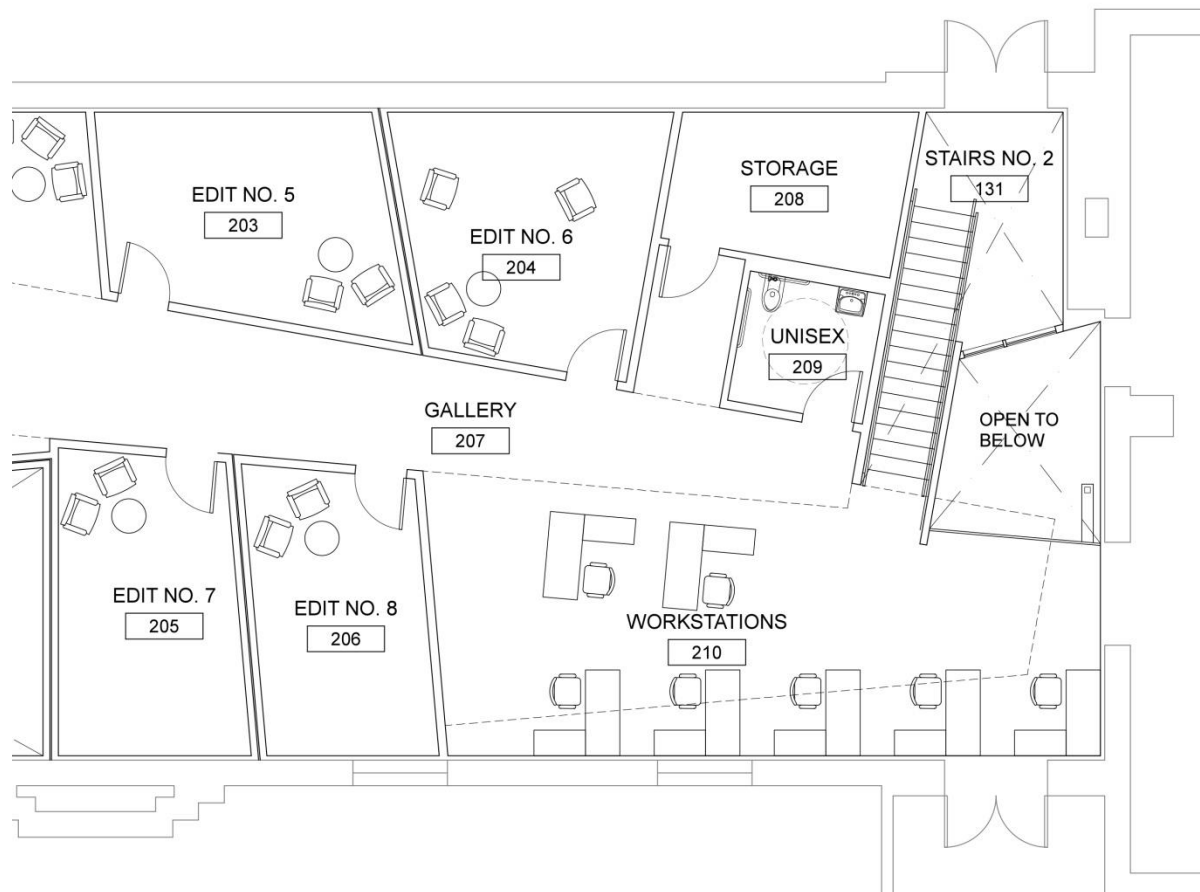 STAIRS NO. 2
131
STORAGE
208
EDIT NO. 5
203
EDIT NO. 6
204
UNISEX
209
GALLERY
207
OPEN TO
BELOW
EDIT NO. 7
205
EDIT NO. 8
206
WORKSTATIONS
210